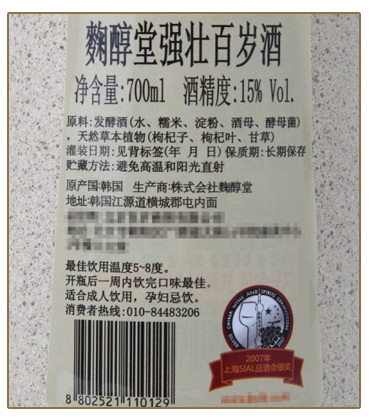 麴醇堂强壮百岁酒
净含量:700ml 酒精度:15% Vol.
原料:发酵酒(水、糯米、淀粉、酒母、酵母菌)
,天然草本植物(枸杞子、枸杞叶、甘草)
灌装日期:见背标签(年 月 日) 保质期:长期保存
贮藏方法:避免高温和阳光直射
原产国:韩国 生产商:株式会社麴醇堂
地址:韩国江源道横城郡屯内面
最佳饮用温度5~8度。
开瓶后一周内饮完口味最佳。
适合成人饮用，孕妇忌饮。
消费者热线:010-84483206
2007年
上海SIAL品酒会银奖
8 802521 110129